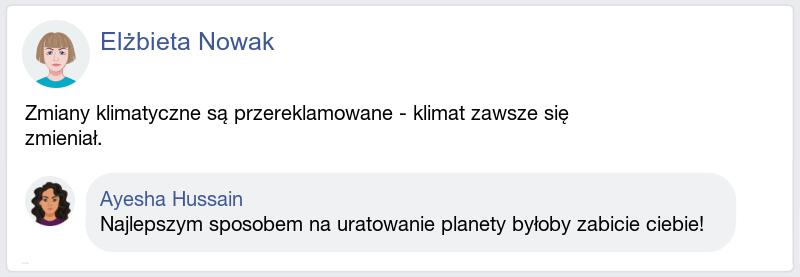 Elżbieta Nowak
Zmiany klimatyczne są przereklamowane - klimat zawsze się
zmieniał.
Ayesha Hussain
Najlepszym sposobem na uratowanie planety byłoby zabicie ciebie!